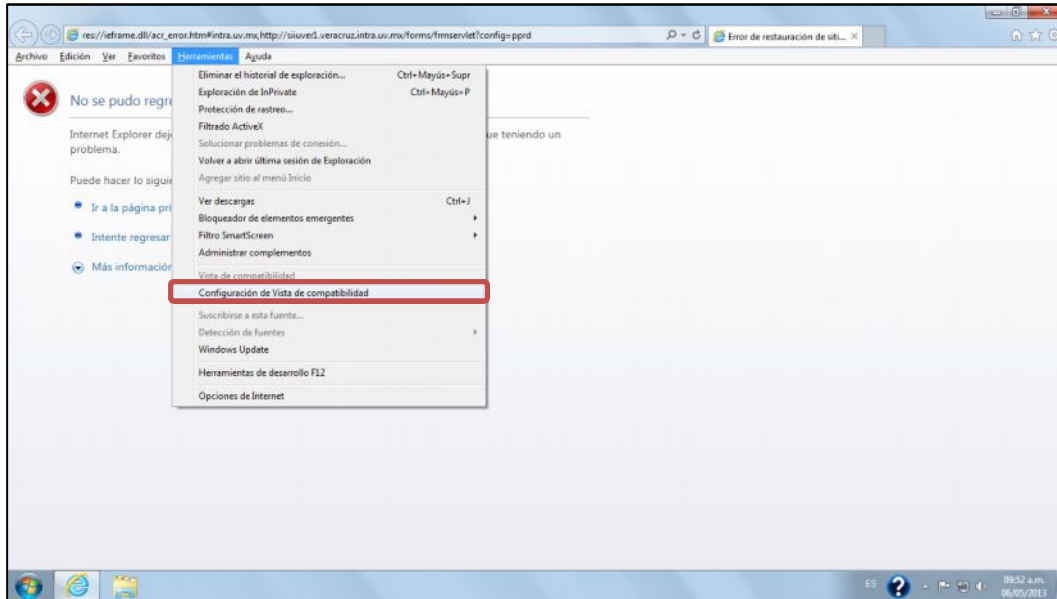 res://ieframe.dll/acr_error.htm#intra.uv.mx,http://siiuver1.veracruz.intra.uv.mx/forms/frmservlet?config=pprd
Error de restauración de siti...
Archivo Edición Ver Favoritos Herramientas Ayuda
No se pudo regre
Internet Explorer dej
ue teniendo un
problema.
Puede hacer lo siguie
Ir a la página pri
Intente regresar
Más información
Eliminar el historial de exploración... Ctrl+Mayús+Supr
Exploración de InPrivate Ctrl+Mayús+P
Protección de rastreo...
Filtrado ActiveX
Solucionar problemas de conexión...
Volver a abrir última sesión de Exploración
Agregar sitio al menú Inicio
Ver descargas Ctrl+J
Bloqueador de elementos emergentes
Filtro SmartScreen
Administrar complementos
Vista de compatibilidad
Configuración de Vista de compatibilidad
Suscribirse a esta fuente...
Detección de fuentes
Windows Update
Herramientas de desarrollo F12
Opciones de Internet
ES
09:52 a.m.
06/05/2013